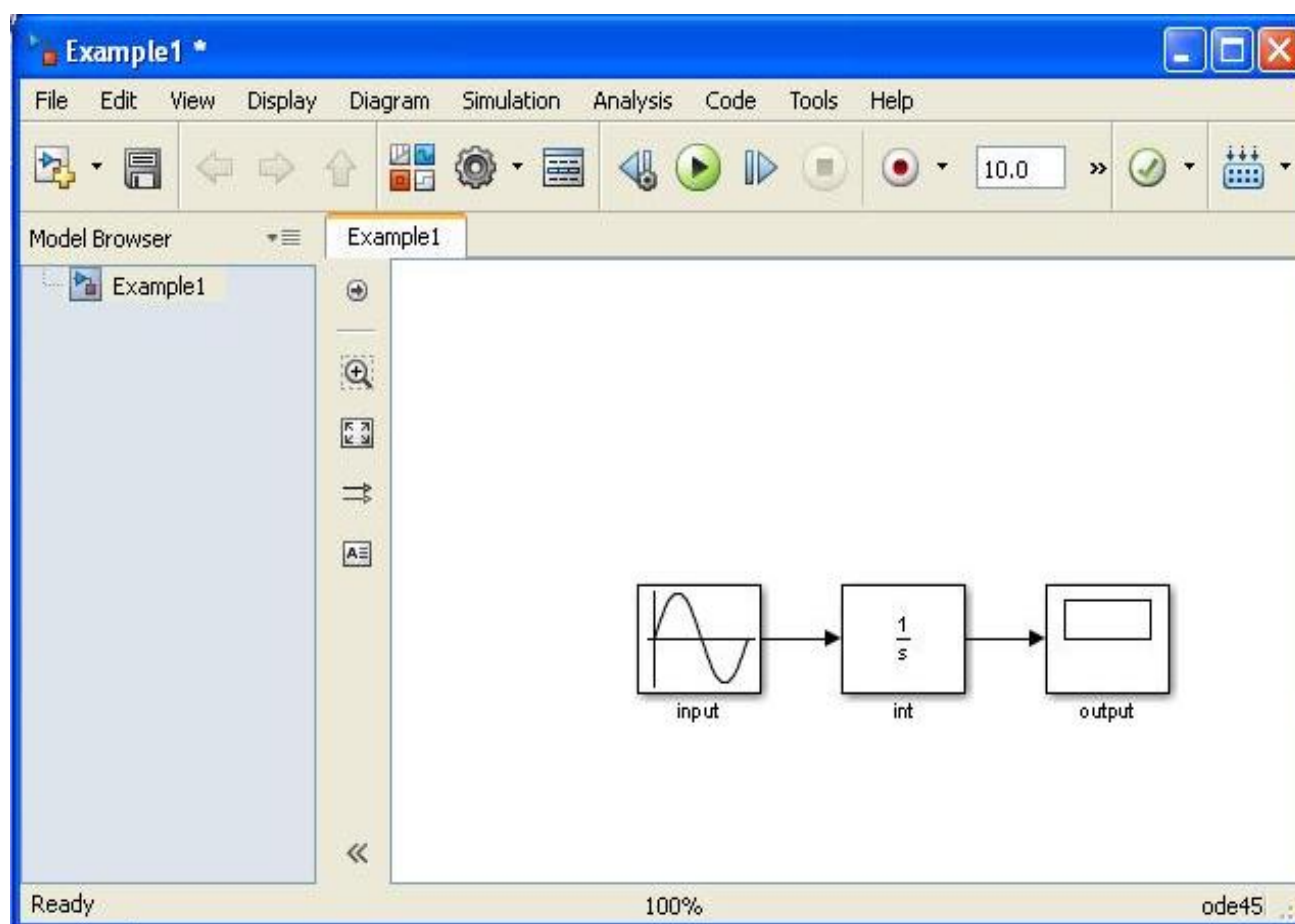 Example1 *
File Edit View Display Diagram Simulation Analysis Code Tools Help
10.0 »
Model Browser
Example1
Example1
1
s
input int output
Ready 100% ode45